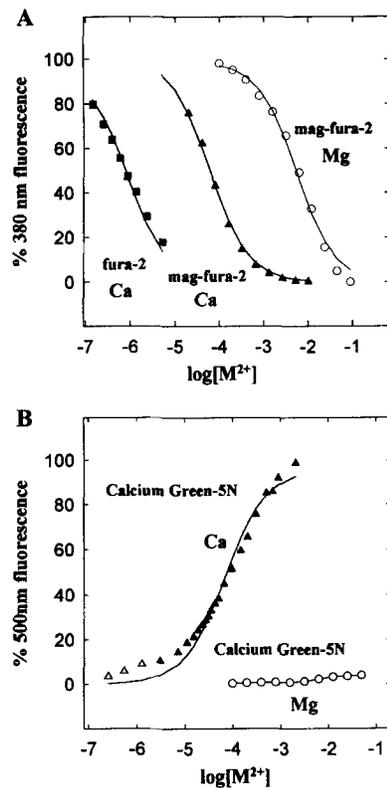 A
% 380 nm fluorescence
100
80
60
40
20
0
mag-fura-2
Mg
fura-2
Ca
mag-fura-2
Ca
-7 -6 -5 -4 -3 -2 -1 0
log[M²⁺]
B
% 500nm fluorescence
100
80
60
40
20
0
Calcium Green-5N
Ca
Calcium Green-5N
Mg
-7 -6 -5 -4 -3 -2 -1 0
log[M²⁺]